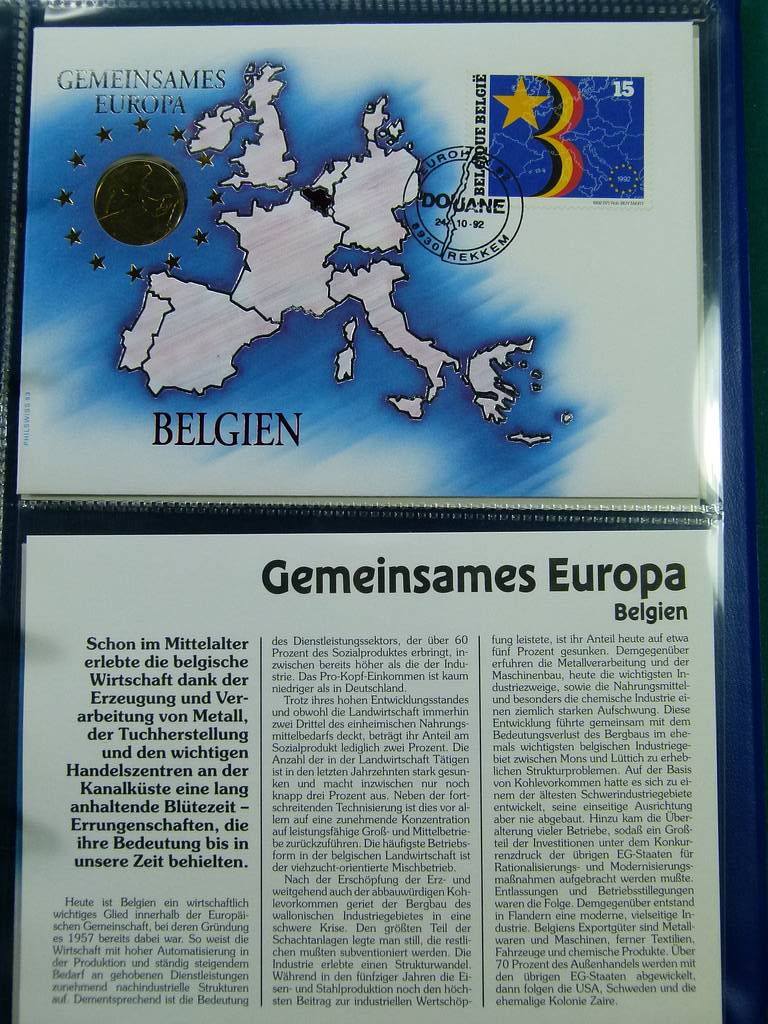 GEMEINSAMES
EUROPA
BELGIQUE BELGIË
15
1992
EUROH
92
DOUANE
24-10-92
8930 REKKEM
BELGIEN
PHILSWISS 93
Gemeinsames Europa
Belgien
Schon im Mittelalter
erlebte die belgische
Wirtschaft dank der
Erzeugung und Ver-
arbeitung von Metall,
der Tuchherstellung
und den wichtigen
Handelszentren an der
Kanalküste eine lang
anhaltende Blütezeit –
Errungenschaften, die
ihre Bedeutung bis in
unsere Zeit behielten.
Heute ist Belgien ein wirtschaftlich
wichtiges Glied innerhalb der Europäi-
schen Gemeinschaft, bei deren Gründung
es 1957 bereits dabei war. So weist die
Wirtschaft mit hoher Automatisierung in
der Produktion und ständig steigendem
Bedarf an gehobenen Dienstleistungen
zunehmend nachindustrielle Strukturen
auf. Dementsprechend ist die Bedeutung
des Dienstleistungssektors, der über 60
Prozent des Sozialproduktes erbringt, in-
zwischen bereits höher als die der Indu-
strie. Das Pro-Kopf-Einkommen ist kaum
niedriger als in Deutschland.
Trotz ihres hohen Entwicklungsstandes
und obwohl die Landwirtschaft immerhin
zwei Drittel des einheimischen Nahrungs-
mittelbedarfs deckt, beträgt ihr Anteil am
Sozialprodukt lediglich zwei Prozent. Die
Anzahl der in der Landwirtschaft Tätigen
ist in den letzten Jahrzehnten stark gesun-
ken und macht inzwischen nur noch
knapp drei Prozent aus. Neben der fort-
schreitenden Technisierung ist dies vor al-
lem auf eine zunehmende Konzentration
auf leistungsfähige Groß- und Mittelbetrie-
be zurückzuführen. Die häufigste Betriebs-
form in der belgischen Landwirtschaft ist
der viehzucht-orientierte Mischbetrieb.
Nach der Erschöpfung der Erz- und
weitgehend auch der abbauwürdigen Koh-
levorkommen geriet der Bergbau des
wallonischen Industriegebietes in eine
schwere Krise. Den größten Teil der
Schachtanlagen legte man still, die restli-
chen mußten subventioniert werden. Die
Industrie erlebte einen Strukturwandel.
Während in den fünfziger Jahren die Ei-
sen- und Stahlproduktion noch den höch-
sten Beitrag zur industriellen Wertschöp-
fung leistete, ist ihr Anteil heute auf etwa
fünf Prozent gesunken. Demgegenüber
erfuhren die Metallverarbeitung und der
Maschinenbau, heute die wichtigsten In-
dustriezweige, sowie die Nahrungsmittel-
und besonders die chemische Industrie ei-
nen ziemlich starken Aufschwung. Diese
Entwicklung führte gemeinsam mit dem
Bedeutungsverlust des Bergbaus im ehe-
mals wichtigsten belgischen Industriege-
biet zwischen Mons und Lüttich zu erheb-
lichen Strukturproblemen. Auf der Basis
von Kohlevorkommen hatte es sich zu ei-
nem der ältesten Schwerindustriegebiete
entwickelt, seine einseitige Ausrichtung
aber nie abgebaut. Hinzu kam die Über-
alterung vieler Betriebe, sodaß ein Groß-
teil der Investitionen unter dem Konkur-
renzdruck der übrigen EG-Staaten für
Rationalisierungs- und Modernisierungs-
maßnahmen aufgebracht werden mußte.
Entlassungen und Betriebsstillegungen
waren die Folge. Demgegenüber entstand
in Flandern eine moderne, vielseitige In-
dustrie. Belgiens Exportgüter sind Metall-
waren und Maschinen, ferner Textilien,
Fahrzeuge und chemische Produkte. Über
70 Prozent des Außenhandels werden mit
den übrigen EG-Staaten abgewickelt,
dann folgen die USA, Schweden und die
ehemalige Kolonie Zaire.